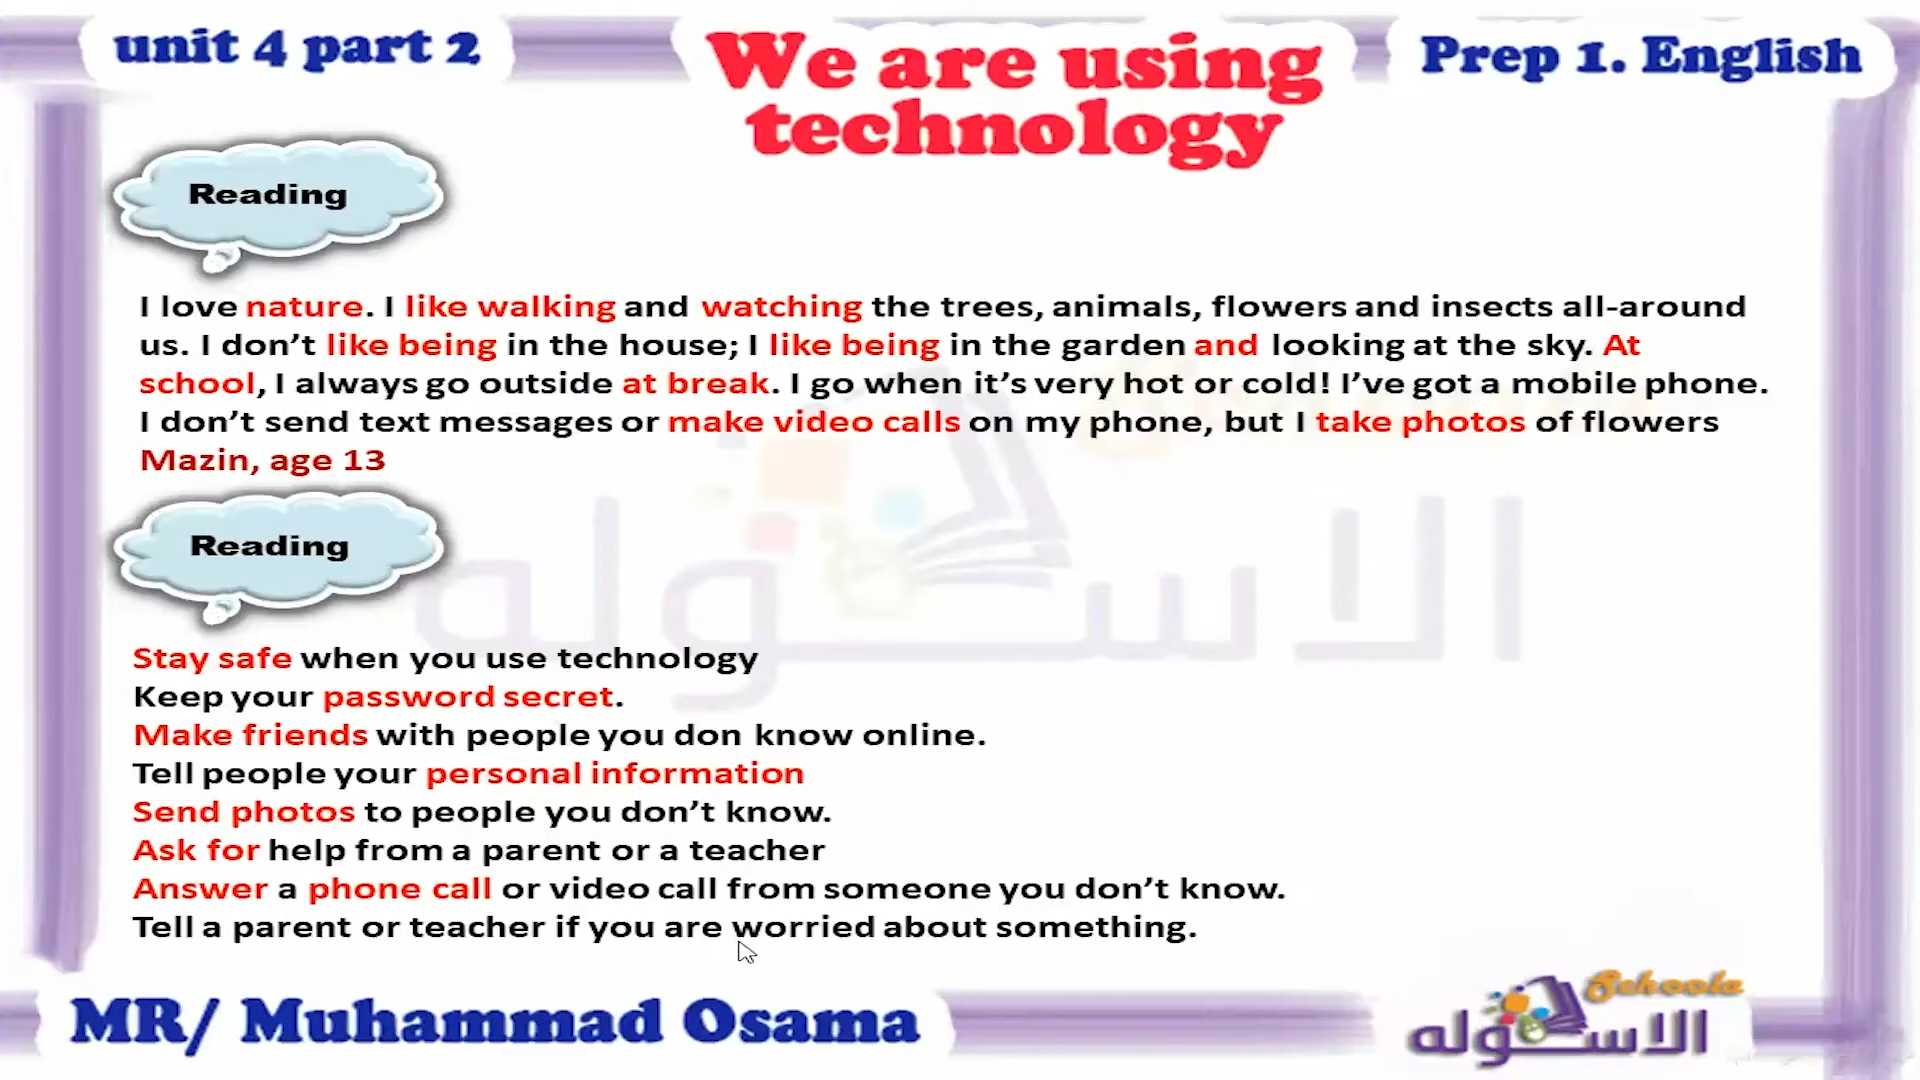 unit 4 part 2
We are using
technology
Prep 1. English
Reading
I love nature. I like walking and watching the trees, animals, flowers and insects all-around
us. I don’t like being in the house; I like being in the garden and looking at the sky. At
school, I always go outside at break. I go when it’s very hot or cold! I’ve got a mobile phone.
I don’t send text messages or make video calls on my phone, but I take photos of flowers
Mazin, age 13
Reading
Stay safe when you use technology
Keep your password secret.
Make friends with people you don know online.
Tell people your personal information
Send photos to people you don’t know.
Ask for help from a parent or a teacher
Answer a phone call or video call from someone you don’t know.
Tell a parent or teacher if you are worried about something.
MR/ Muhammad Osama
Schoola
الاسكوله